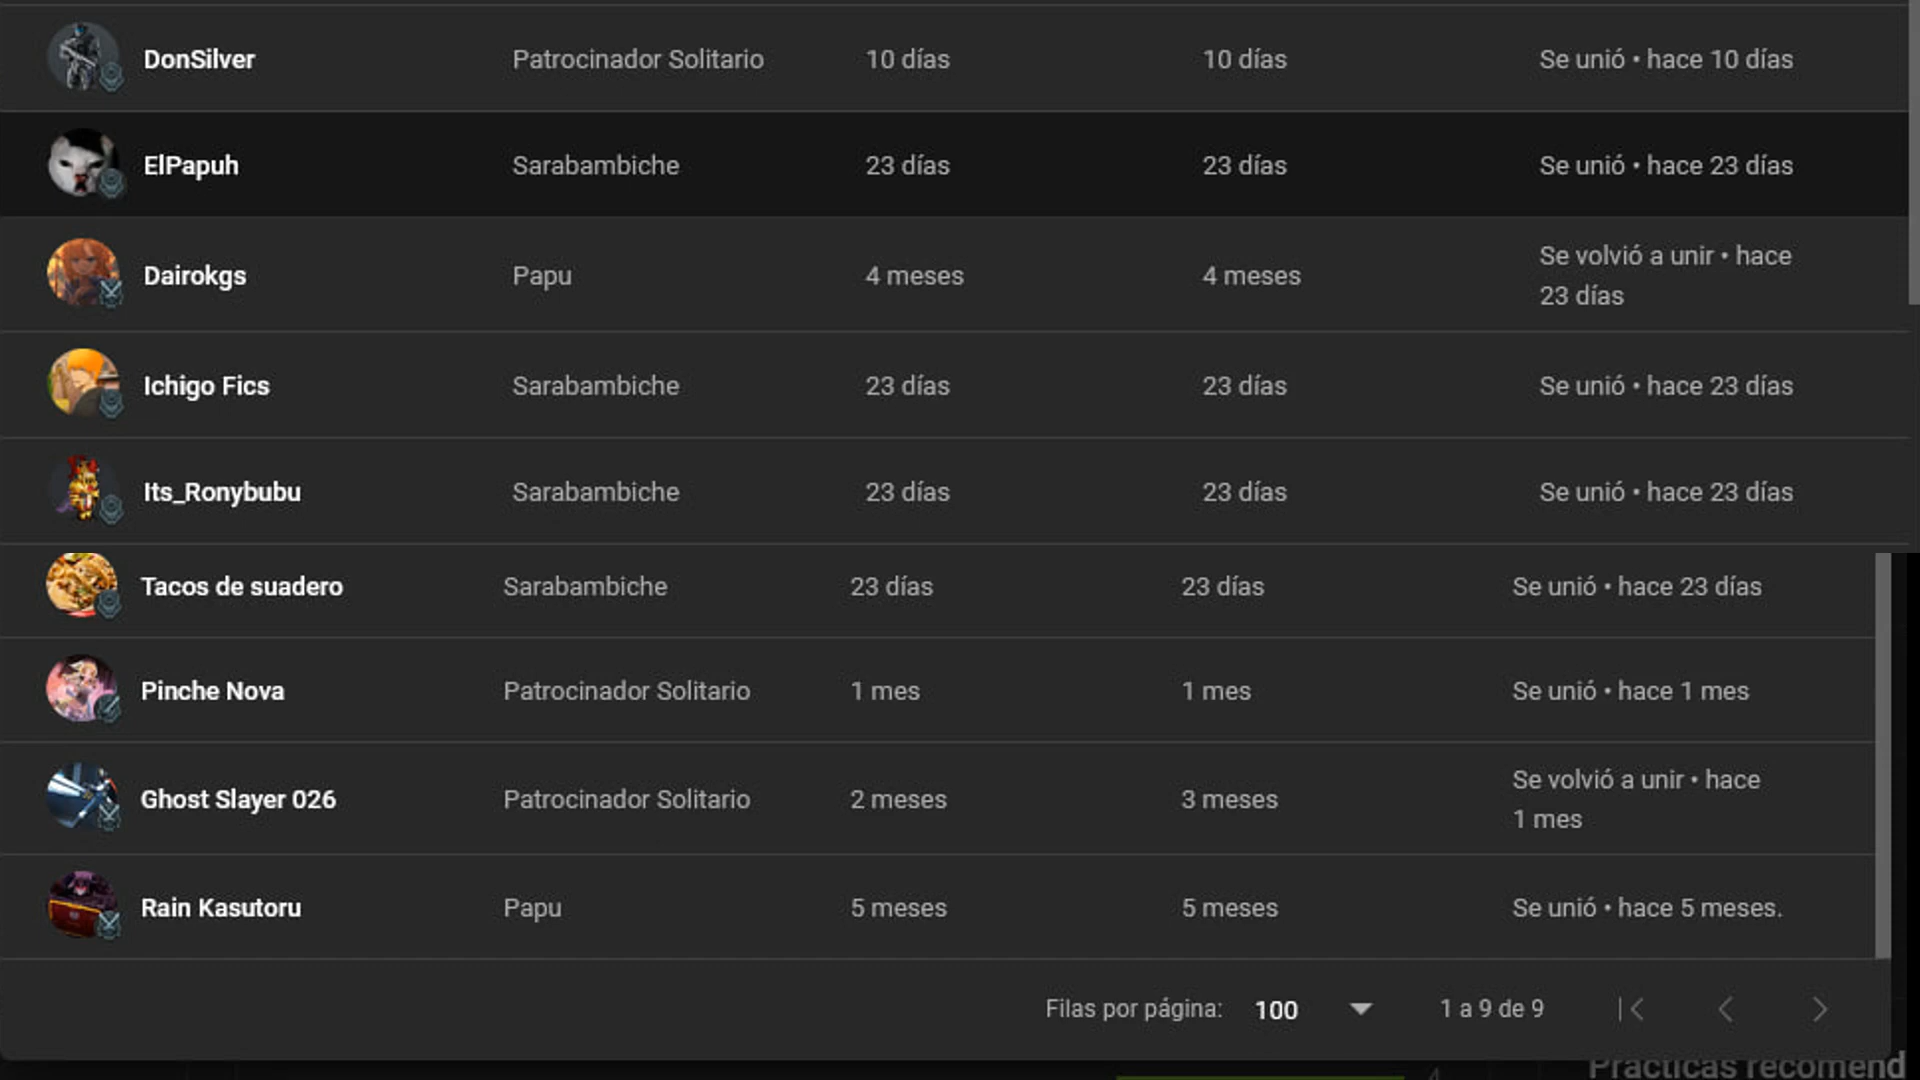 DonSilver Patrocinador Solitario 10 días 10 días Se unió • hace 10 días
ElPapuh Sarabambiche 23 días 23 días Se unió • hace 23 días
Dairokgs Papu 4 meses 4 meses Se volvió a unir • hace
23 días
Ichigo Fics Sarabambiche 23 días 23 días Se unió • hace 23 días
Its_Ronybubu Sarabambiche 23 días 23 días Se unió • hace 23 días
Tacos de suadero Sarabambiche 23 días 23 días Se unió • hace 23 días
Pinche Nova Patrocinador Solitario 1 mes 1 mes Se unió • hace 1 mes
Ghost Slayer 026 Patrocinador Solitario 2 meses 3 meses Se volvió a unir • hace
1 mes
Rain Kasutoru Papu 5 meses 5 meses Se unió • hace 5 meses.
Filas por página: 100 1 a 9 de 9
Prácticas recomend